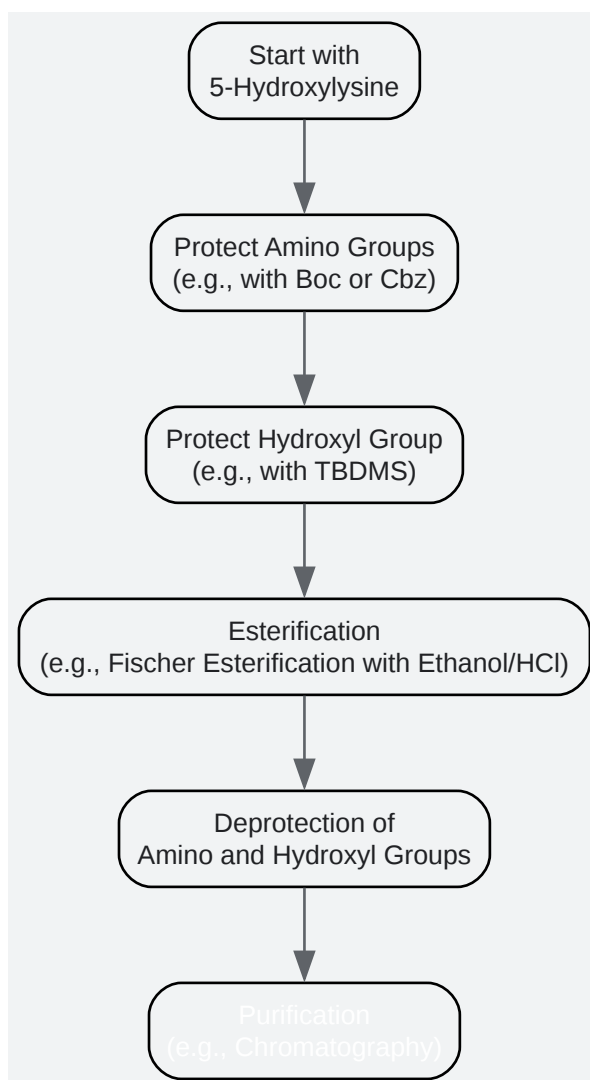 Start with
5-Hydroxylysine
Protect Amino Groups
(e.g., with Boc or Cbz)
Protect Hydroxyl Group
(e.g., with TBDMS)
Esterification
(e.g., Fischer Esterification with Ethanol/HCl)
Deprotection of
Amino and Hydroxyl Groups
Purification
(e.g., Chromatography)